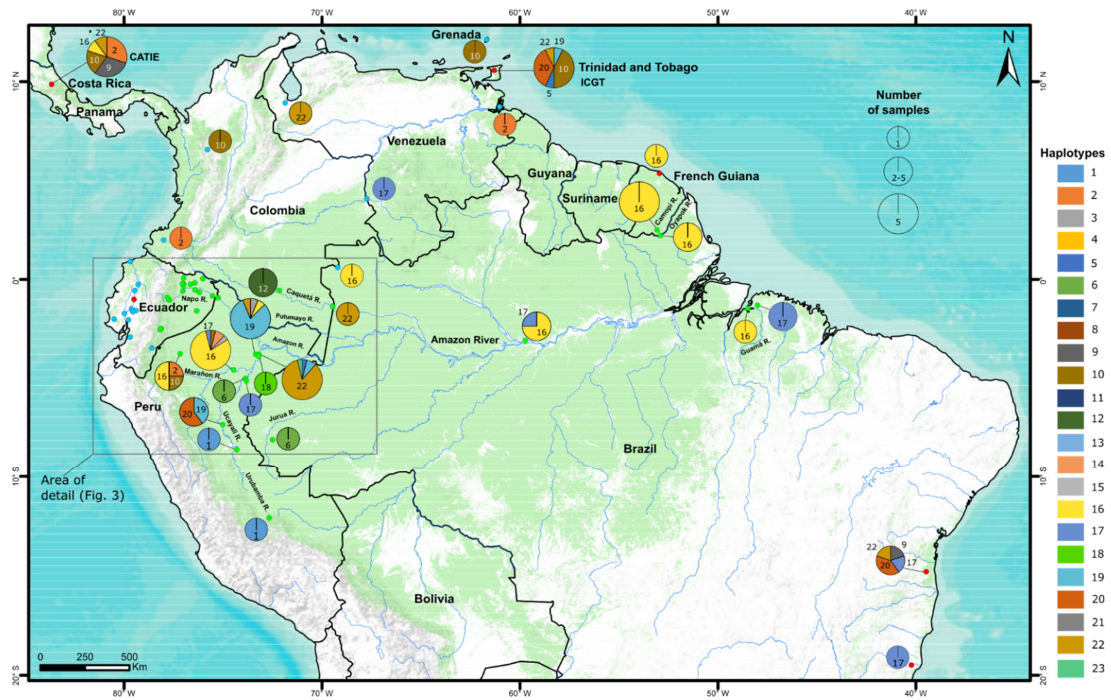 80° W
70° W
60° W
50° W
40° W
10° N
0°
10° S
20° S
10° N
0°
10° S
20° S
80° W
70° W
60° W
50° W
40° W
22
16
2
10
9
CATIE
Costa Rica
Panama
Grenada
10
22
19
20
10
5
Trinidad and Tobago
ICGT
N
Number
of samples
1
2-5
5
22
10
2
Venezuela
17
Guyana
Suriname
16
French Guiana
16
Camopi R.
Oyapok R.
16
Colombia
2
12
Caquetá R.
16
22
Ecuador
Napo R.
19
Putumayo R.
17
16
Amazon R.
Amazon River
17
16
16
17
Guamá R.
Marañon R.
16
2
10
6
18
22
17
Peru
20
19
Ucayali R.
1
Jurua R.
6
Brazil
Area of
detail (Fig. 3)
Urubamba R.
1
Bolivia
22
9
17
20
17
0
250
500
Km
Haplotypes
1
2
3
4
5
6
7
8
9
10
11
12
13
14
15
16
17
18
19
20
21
22
23